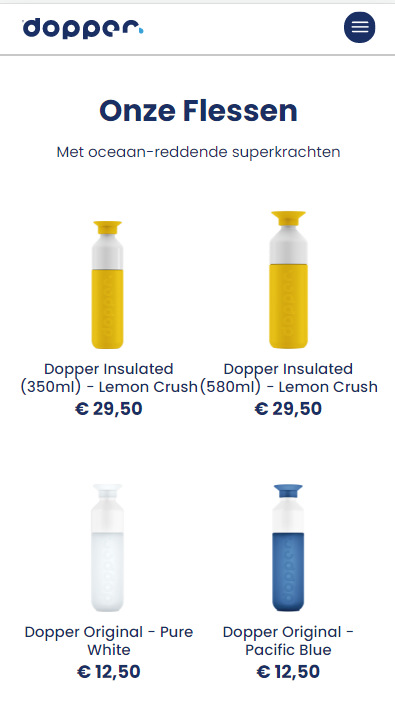 dopper
Onze Flessen
Met oceaan-reddende superkrachten
Dopper Insulated
(350ml) - Lemon Crush
€ 29,50
Dopper Insulated
(580ml) - Lemon Crush
€ 29,50
Dopper Original - Pure
White
€ 12,50
Dopper Original -
Pacific Blue
€ 12,50